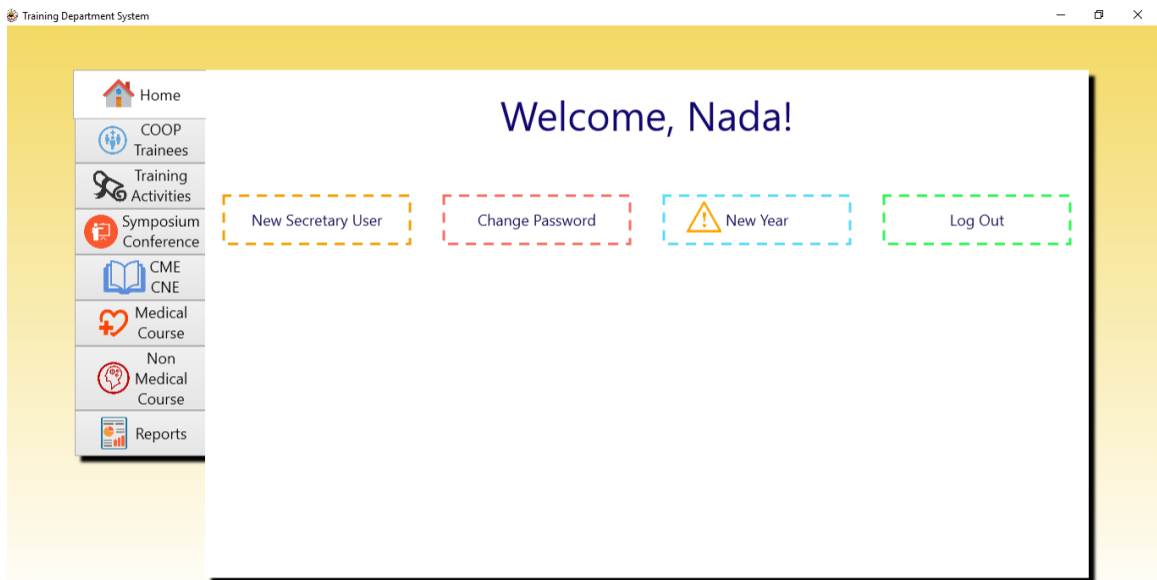 Training Department System
Home
Welcome, Nada!
COOP
Trainees
Training
Activities
Symposium
Conference
CME
CNE
Medical
Course
Non
Medical
Course
Reports
New Secretary User
Change Password
New Year
Log Out